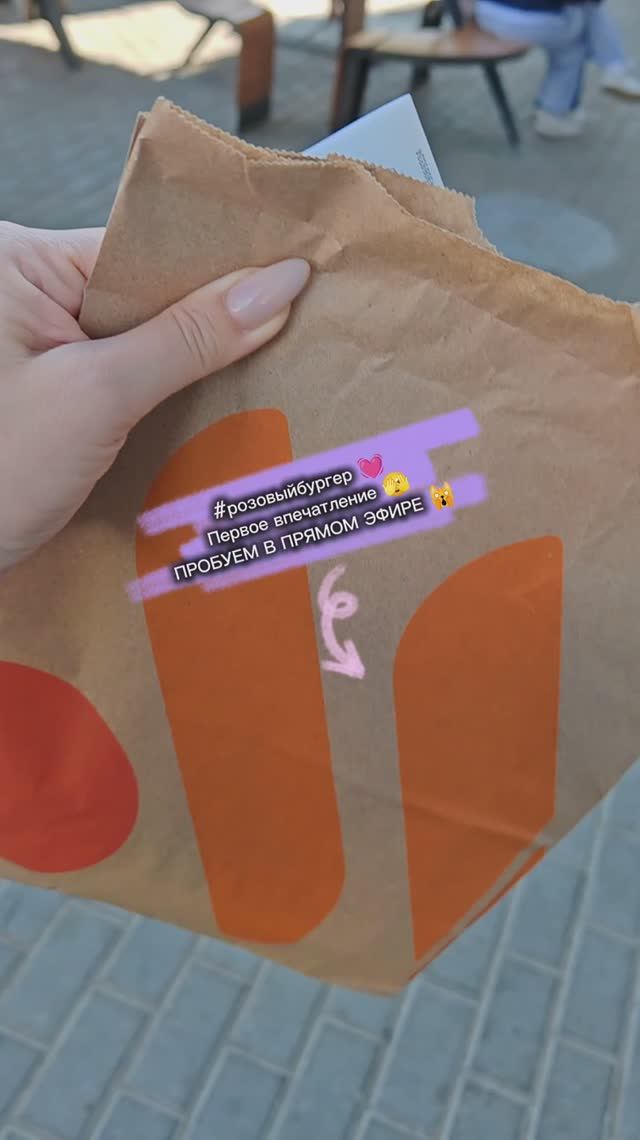 #розовыйбургер 💓
Первое впечатление 🫣
ПРОБУЕМ В ПРЯМОМ ЭФИРЕ 🙀